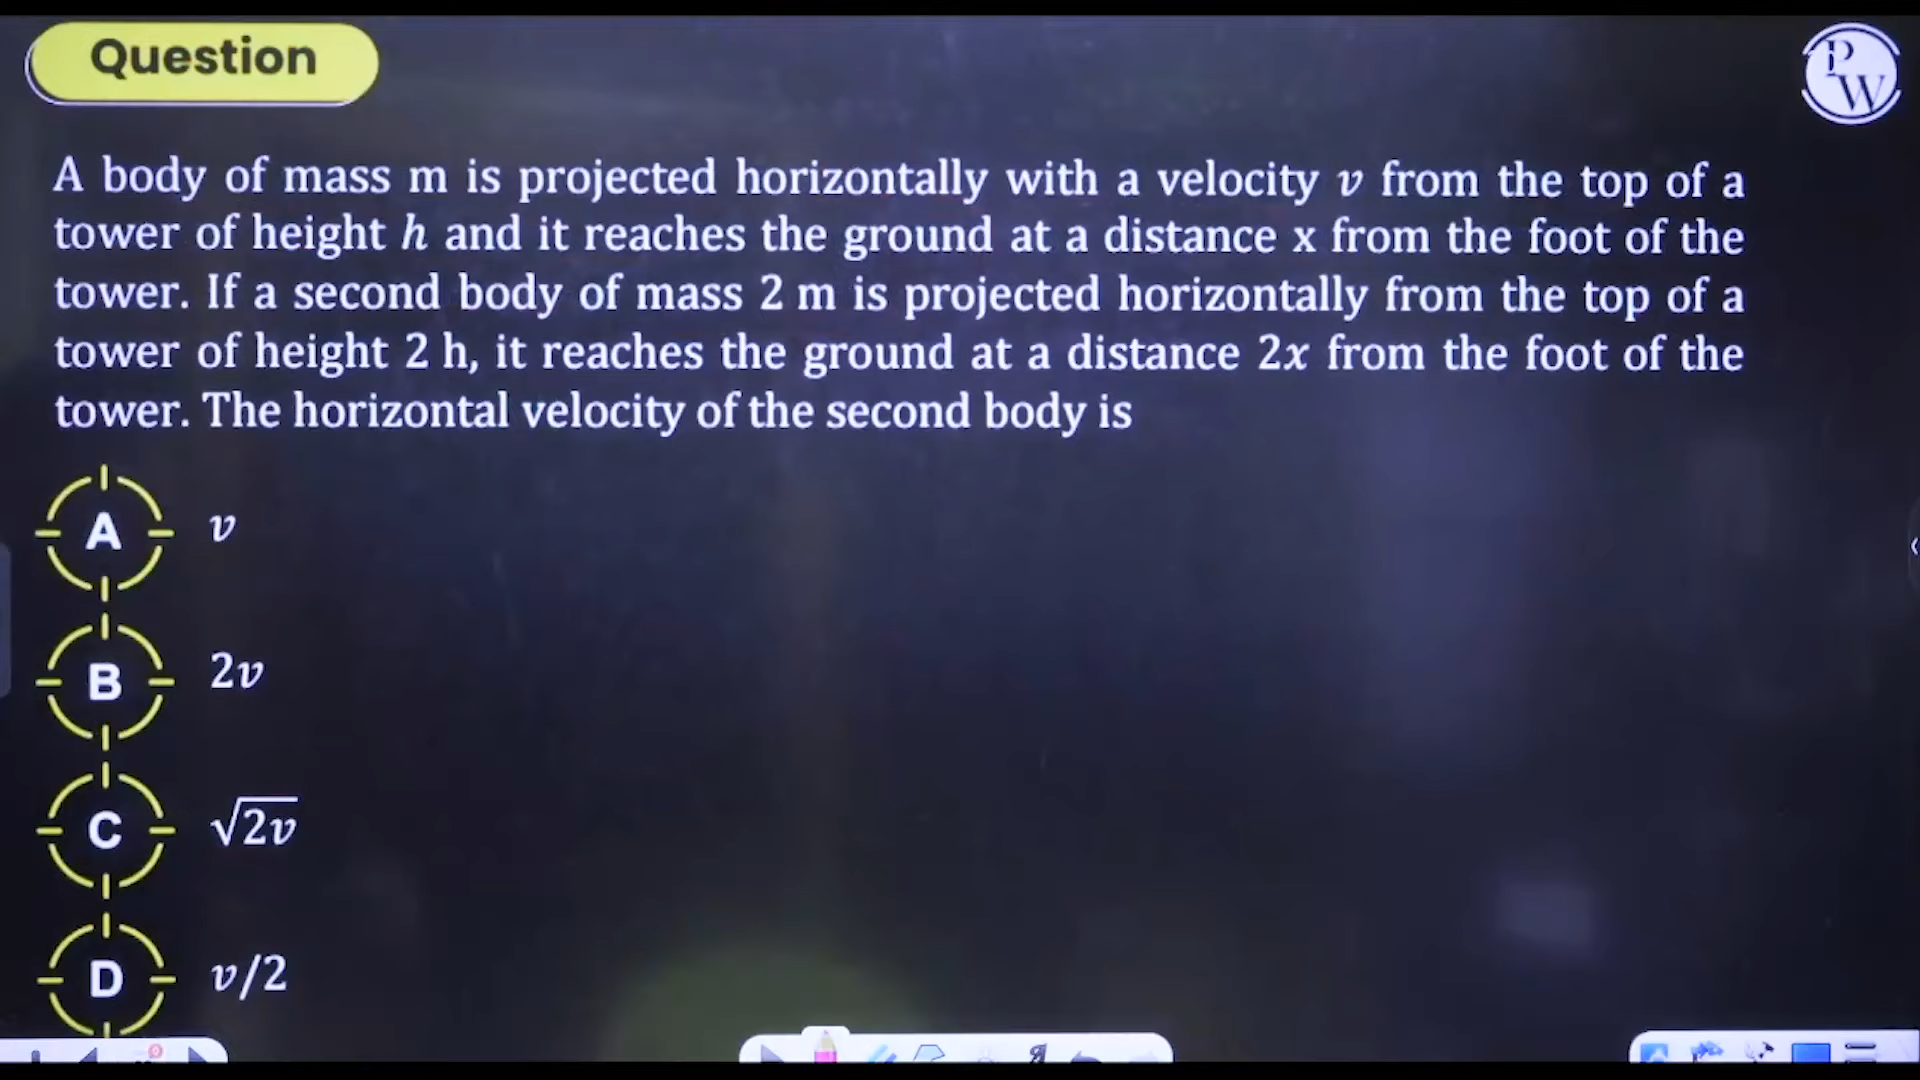 Question
PW
A body of mass m is projected horizontally with a velocity v from the top of a
tower of height h and it reaches the ground at a distance x from the foot of the
tower. If a second body of mass 2 m is projected horizontally from the top of a
tower of height 2 h, it reaches the ground at a distance 2x from the foot of the
tower. The horizontal velocity of the second body is
A v
B 2v
C √2v
D v/2